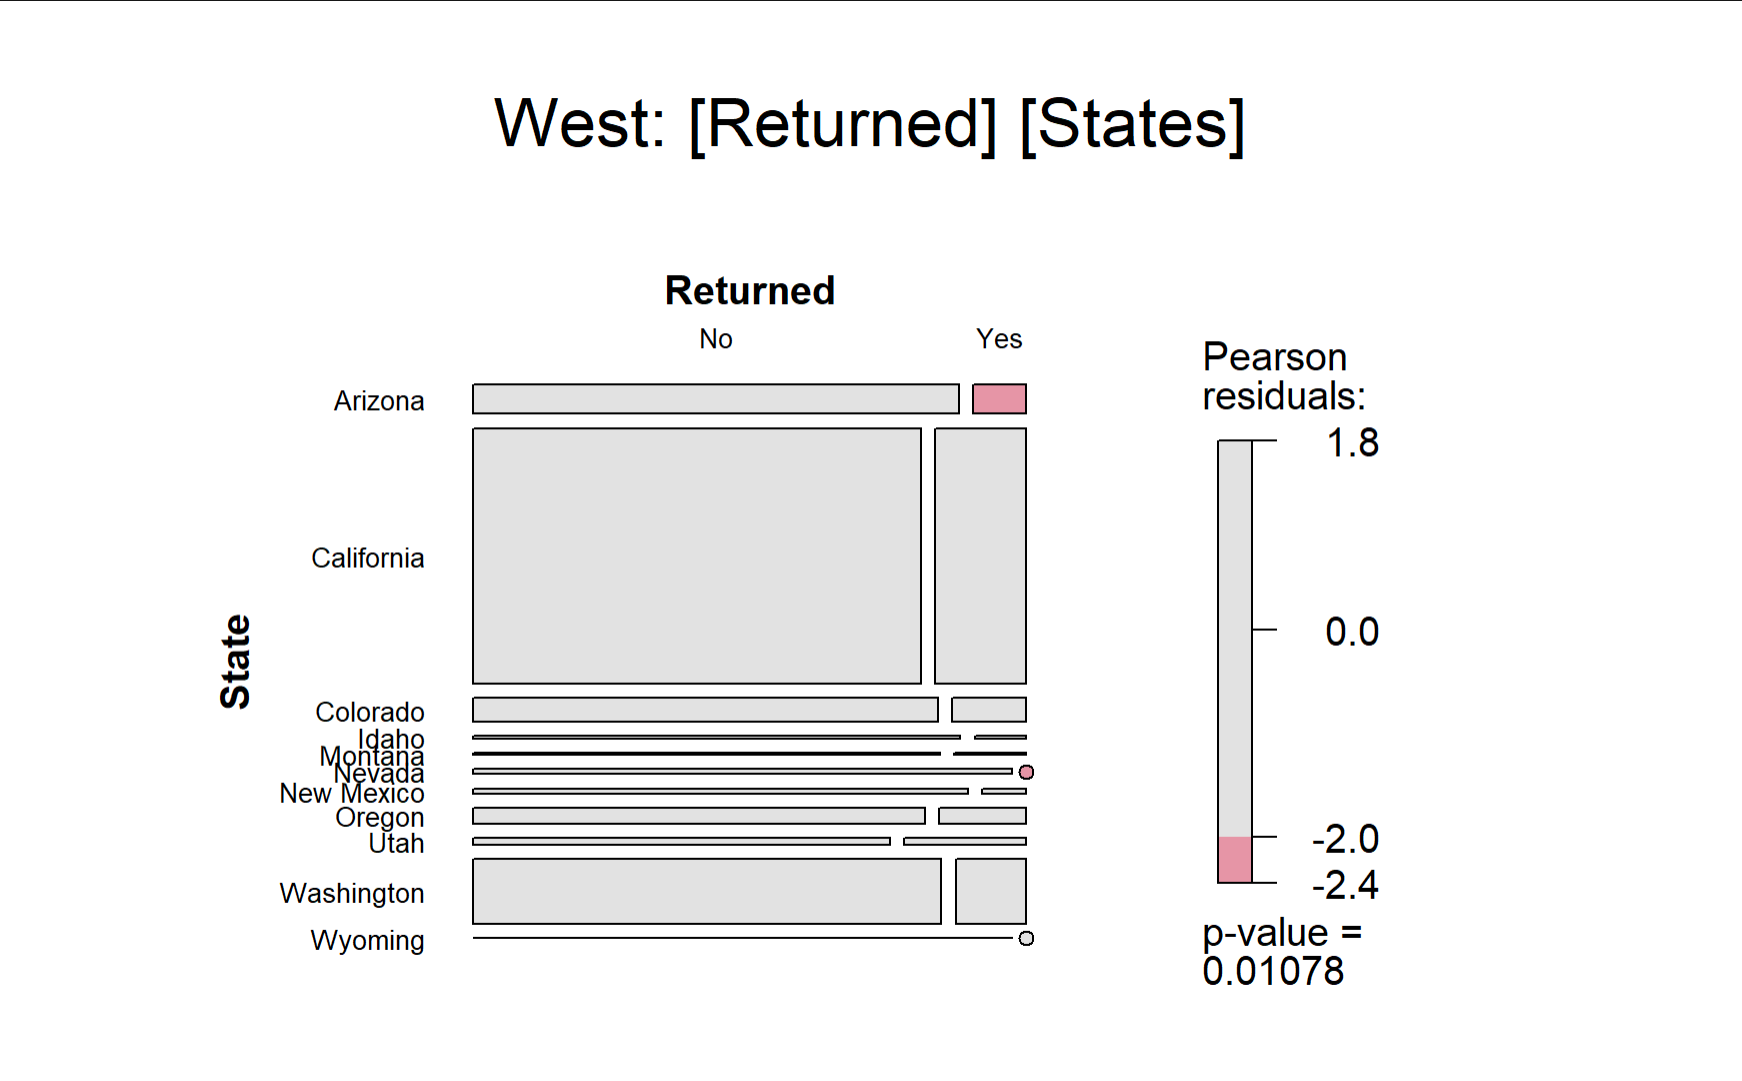 West: [Returned] [States]
Returned
No Yes
Arizona
California
Colorado
Idaho
Montana
Nevada
New Mexico
Oregon
Utah
Washington
Wyoming
State
Pearson
residuals:
1.8
0.0
-2.0
-2.4
p-value =
0.01078